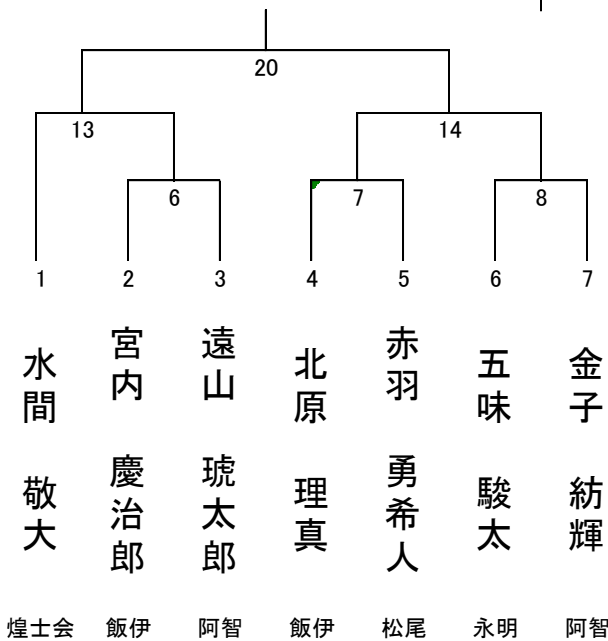 20
13 14
6 7 8
1 2 3 4 5 6 7
水間 敬大
宮内 慶治郎
遠山 琥太郎
北原 理真
赤羽 勇希人
五味 駿太
金子 紡輝
煌士会 飯伊 阿智 飯伊 松尾 永明 阿智